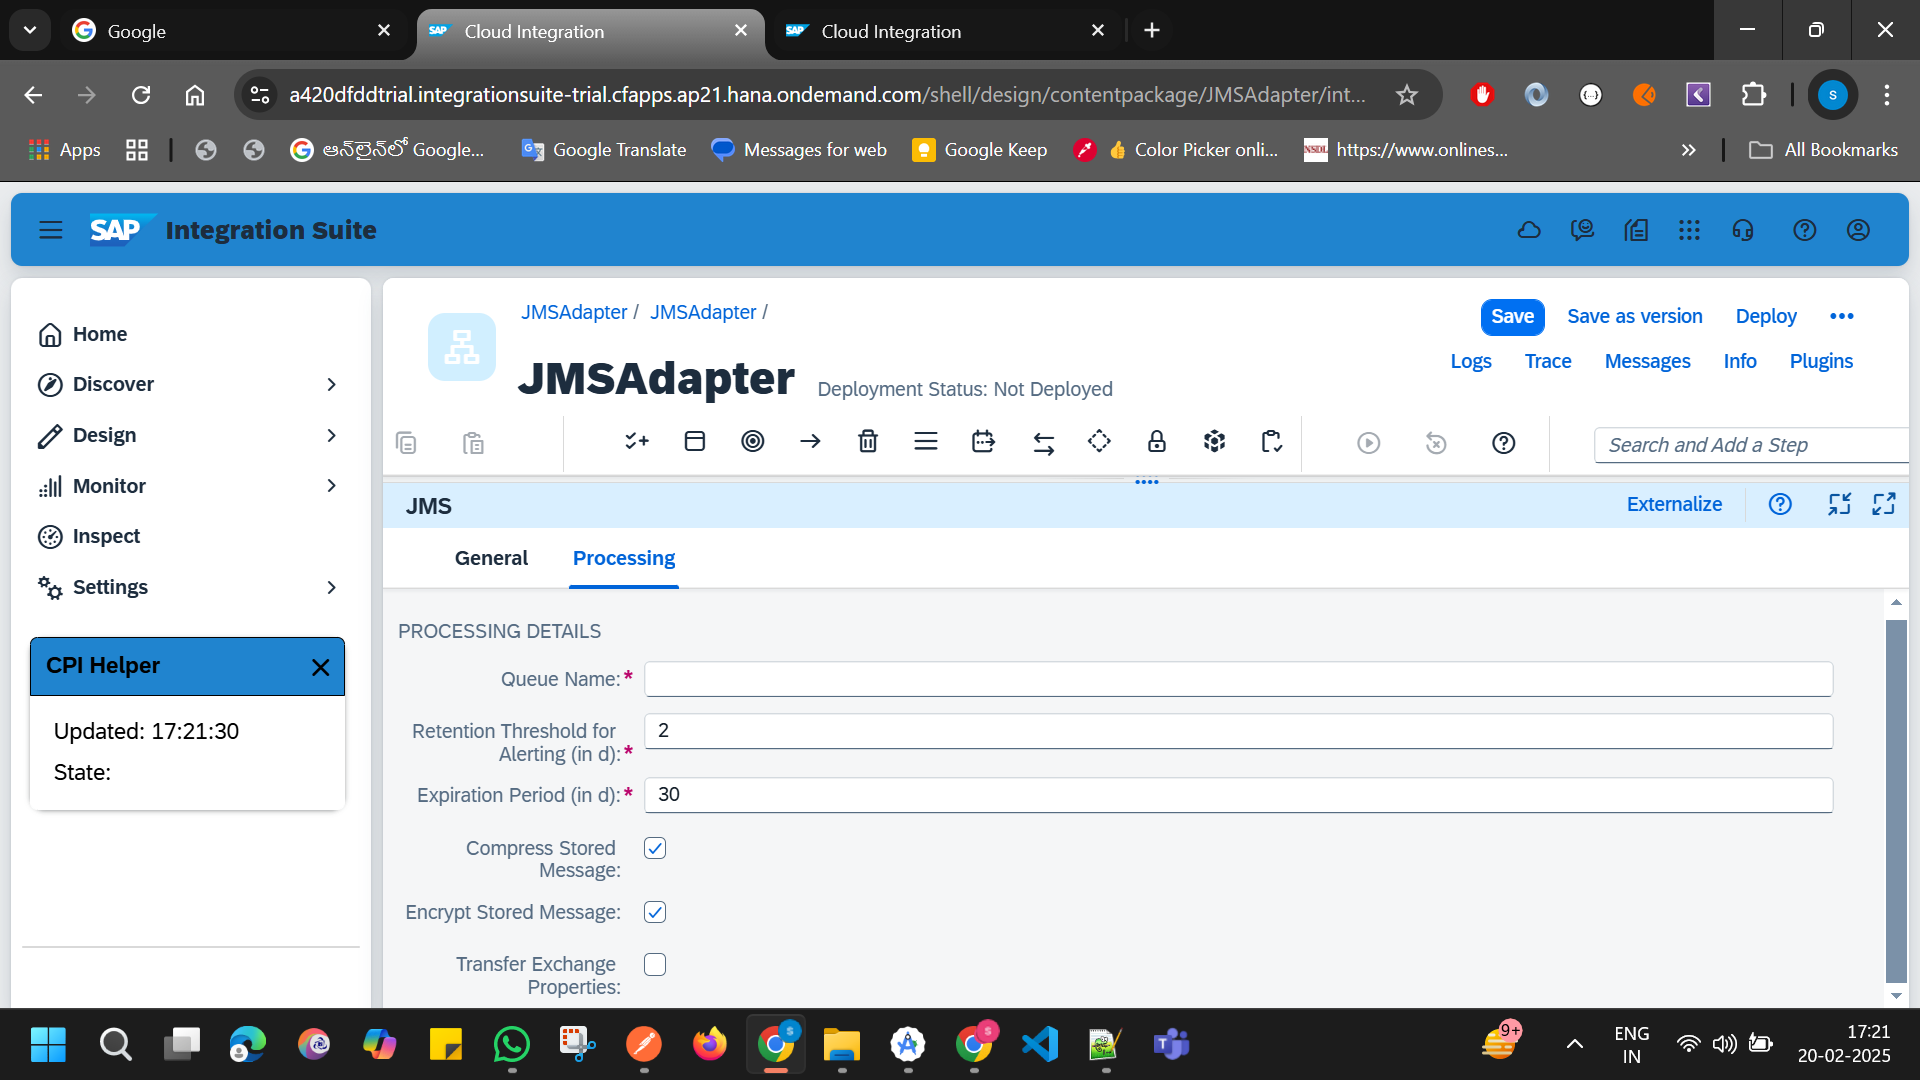 Google
Cloud Integration
Cloud Integration
a420dfddtrial.integrationsuite-trial.cfapps.ap21.hana.ondemand.com/shell/design/contentpackage/JMSAdapter/int...
S
Apps
ఆన్‌లైన్‌లో Google...
Google Translate
Messages for web
Google Keep
👍 Color Picker onli...
NSDL
https://www.onlines...
All Bookmarks
SAP Integration Suite
Home
Discover
Design
Monitor
Inspect
Settings
CPI Helper
Updated: 17:21:30
State:
JMSAdapter / JMSAdapter /
JMSAdapter
Deployment Status: Not Deployed
Save
Save as version
Deploy
Logs
Trace
Messages
Info
Plugins
Search and Add a Step
JMS
Externalize
General
Processing
PROCESSING DETAILS
Queue Name:*
Retention Threshold for
Alerting (in d):*
2
Expiration Period (in d):*
30
Compress Stored
Message:
Encrypt Stored Message:
Transfer Exchange
Properties:
9+
ENG
IN
17:21
20-02-2025